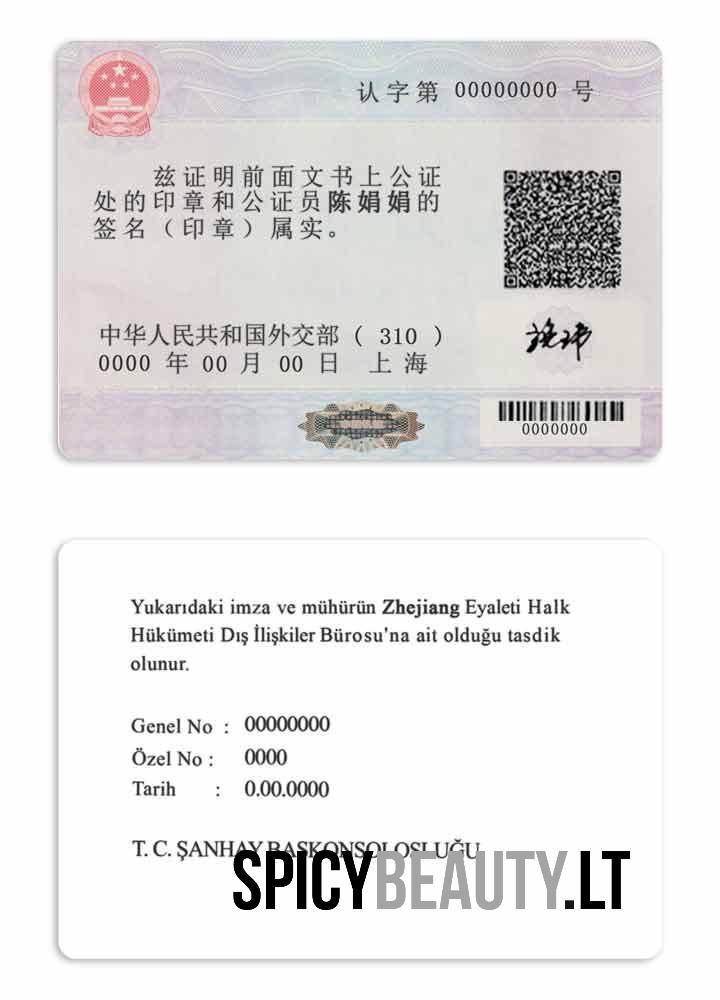 认字第 00000000 号
兹证明前面文书上公证
处的印章和公证员陈娟娟的
签名（印章）属实。
中华人民共和国外交部 ( 310 )
0000 年 00 月 00 日 上海
0000000
Yukarıdaki imza ve mühürün Zhejiang Eyaleti Halk
Hükümeti Dış İlişkiler Bürosu'na ait olduğu tasdik
olunur.
Genel No : 00000000
Özel No : 0000
Tarih : 0.00.0000
T. C. ŞANHAY BAŞKONSOLOSLUĞU
SPICYBEAUTY.LT